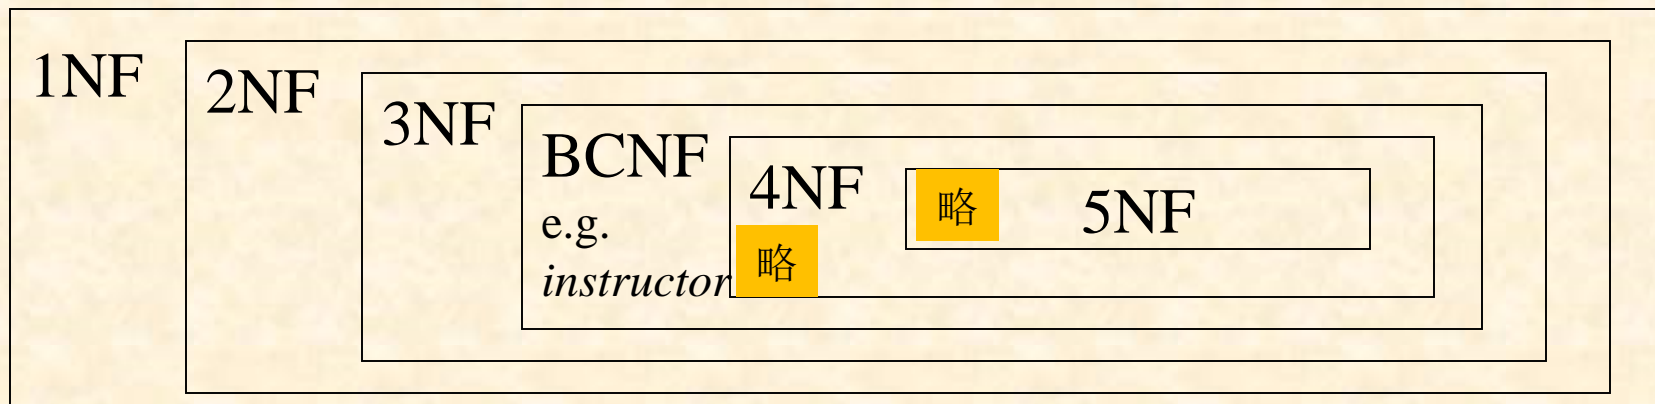 1NF
2NF
3NF
BCNF
e.g.
instructor
4NF
略
略
5NF